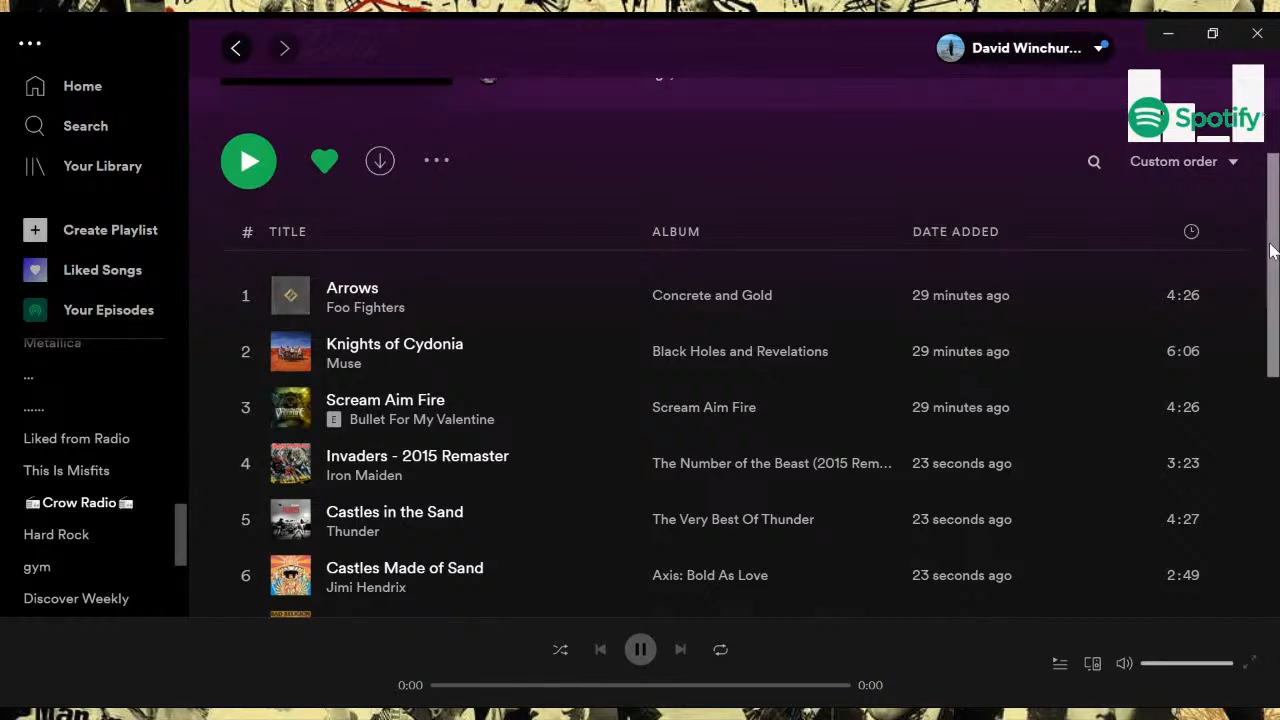 David Winchur...
Home
Search
Your Library
Create Playlist
Liked Songs
Your Episodes
Metallica
...
......
Liked from Radio
This Is Misfits
📻Crow Radio📻
Hard Rock
gym
Discover Weekly
Spotify
Custom order
# TITLE ALBUM DATE ADDED
1 Arrows Concrete and Gold 29 minutes ago 4:26
Foo Fighters
2 Knights of Cydonia Black Holes and Revelations 29 minutes ago 6:06
Muse
3 Scream Aim Fire Scream Aim Fire 29 minutes ago 4:26
E Bullet For My Valentine
4 Invaders - 2015 Remaster The Number of the Beast (2015 Rem... 23 seconds ago 3:23
Iron Maiden
5 Castles in the Sand The Very Best Of Thunder 23 seconds ago 4:27
Thunder
6 Castles Made of Sand Axis: Bold As Love 23 seconds ago 2:49
Jimi Hendrix
0:00 0:00